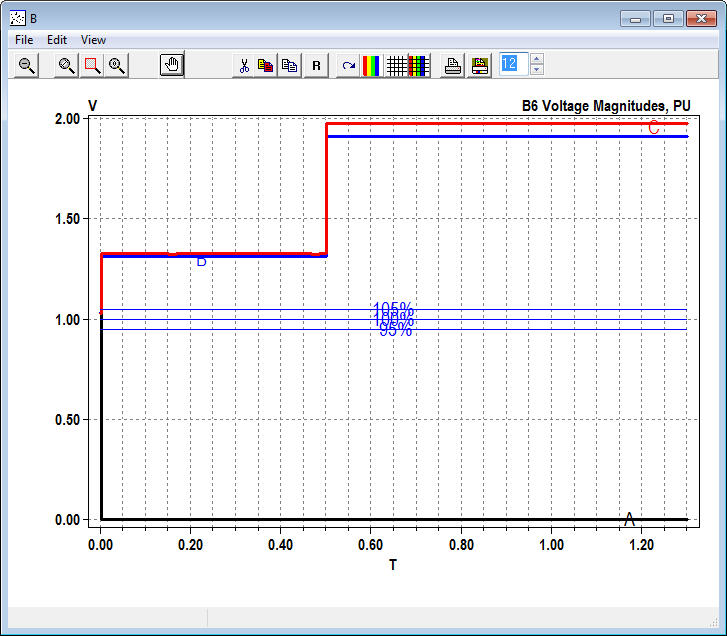 B
File Edit View
R 12
V B6 Voltage Magnitudes, PU
2.00
C
1.50
B
105%
1.00 100%
95%
0.50
0.00 A
0.00 0.20 0.40 0.60 0.80 1.00 1.20
T